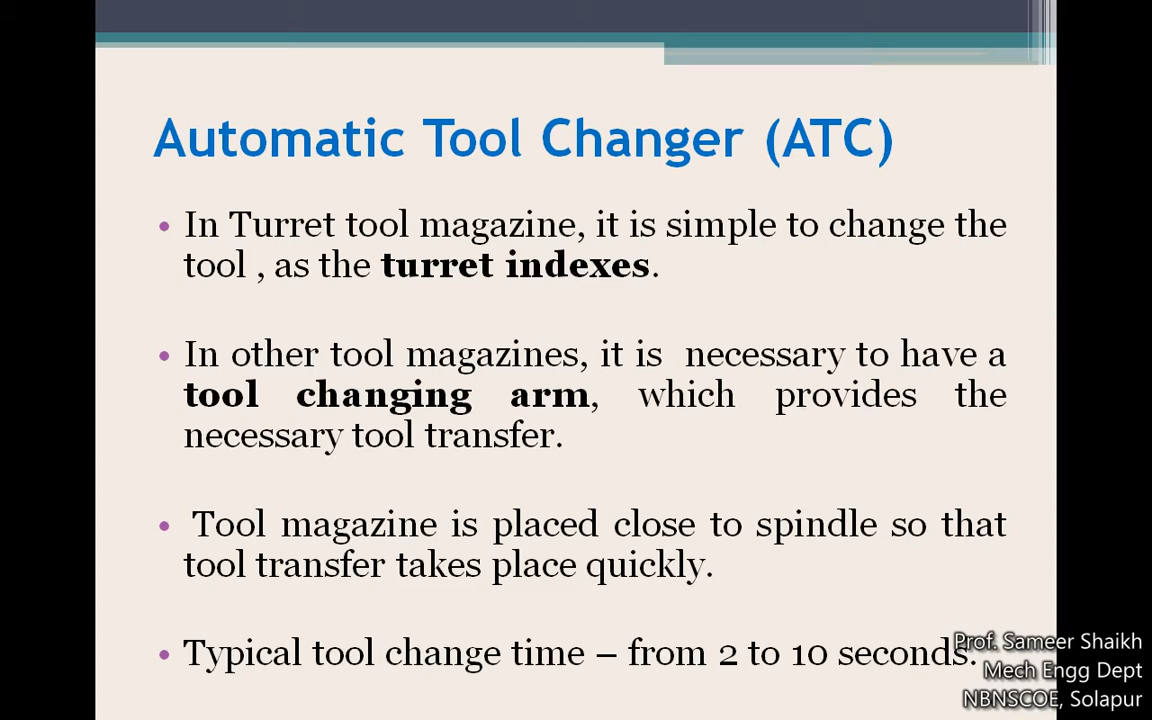 Automatic Tool Changer (ATC)
• In Turret tool magazine, it is simple to change the
tool , as the turret indexes.
• In other tool magazines, it is necessary to have a
tool changing arm, which provides the
necessary tool transfer.
• Tool magazine is placed close to spindle so that
tool transfer takes place quickly.
• Typical tool change time – from 2 to 10 seconds.
Prof. Sameer Shaikh
Mech Engg Dept
NBNSCOE, Solapur